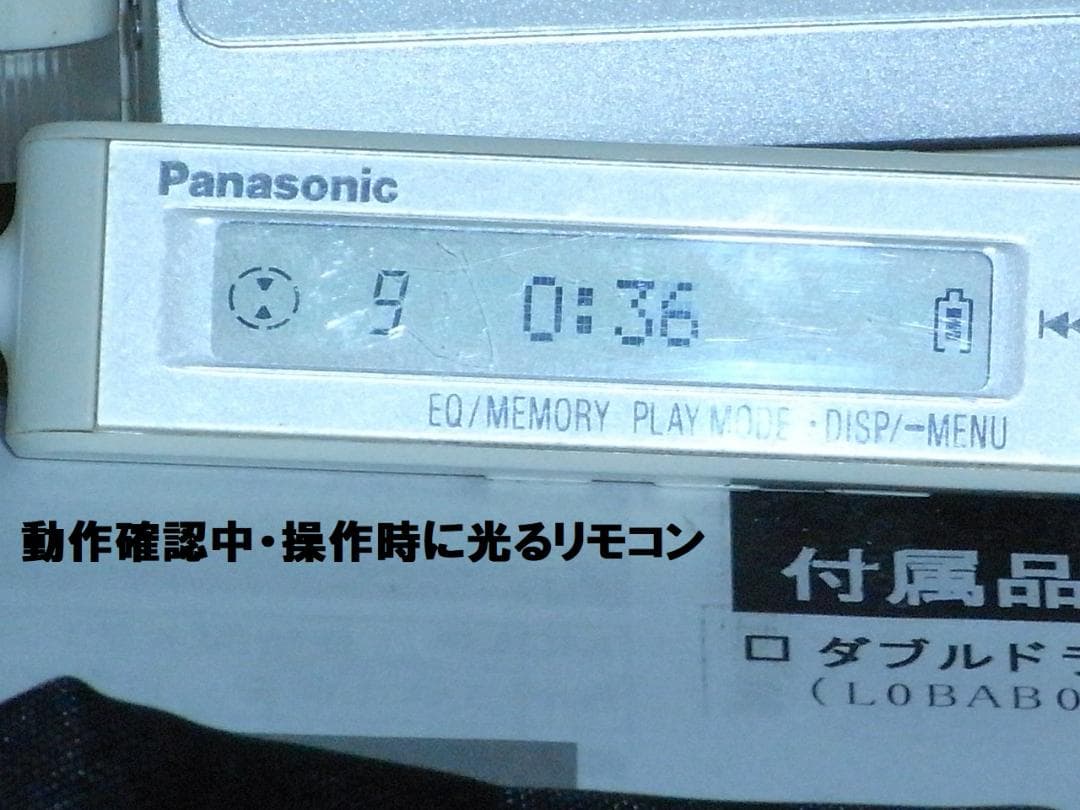 Panasonic
9 0:36
EQ/MEMORY PLAY MODE ・DISP/−MENU
動作確認中・操作時に光るリモコン
付属品
□ ダブルド
(L0BAB0